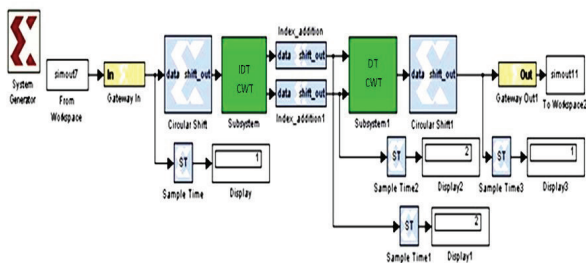 System
Generator
simout7
From
Workspace
In
Gateway In
data shift_out
Circular Shift
IDT
CWT
Subsystem
Index_addition
data shift_out
data shift_out
Index_addition1
DT
CWT
Subsystem1
data shift_out
Circular Shift1
Out
Gateway Out1
simout11
To Workspace2
ST
Sample Time
1
Display
ST
Sample Time2
2
Display2
ST
Sample Time3
1
Display3
ST
Sample Time1
2
Display1